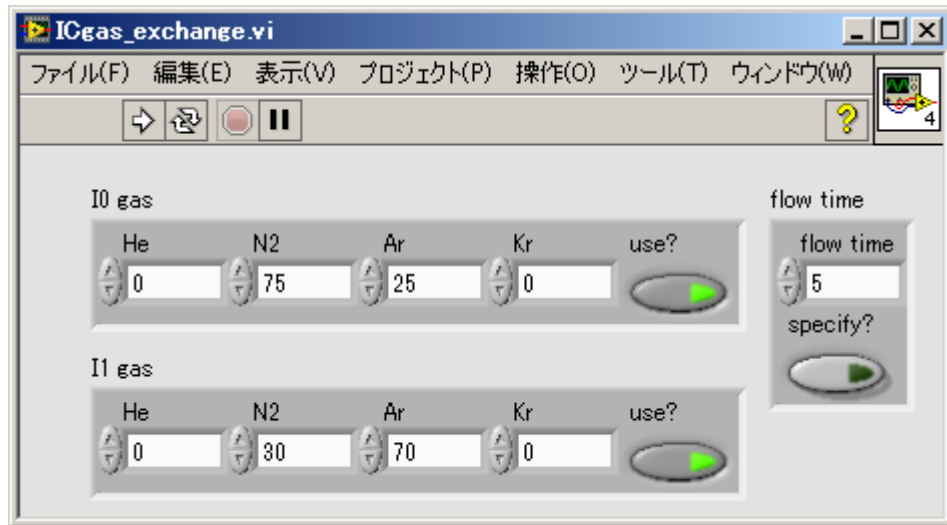 ICgas_exchange.vi
ファイル(F) 編集(E) 表示(V) プロジェクト(P) 操作(O) ツール(T) ウィンドウ(W)
4
I0 gas
flow time
He N2 Ar Kr use?
flow time
0 75 25 0
5
specify?
I1 gas
He N2 Ar Kr use?
0 30 70 0